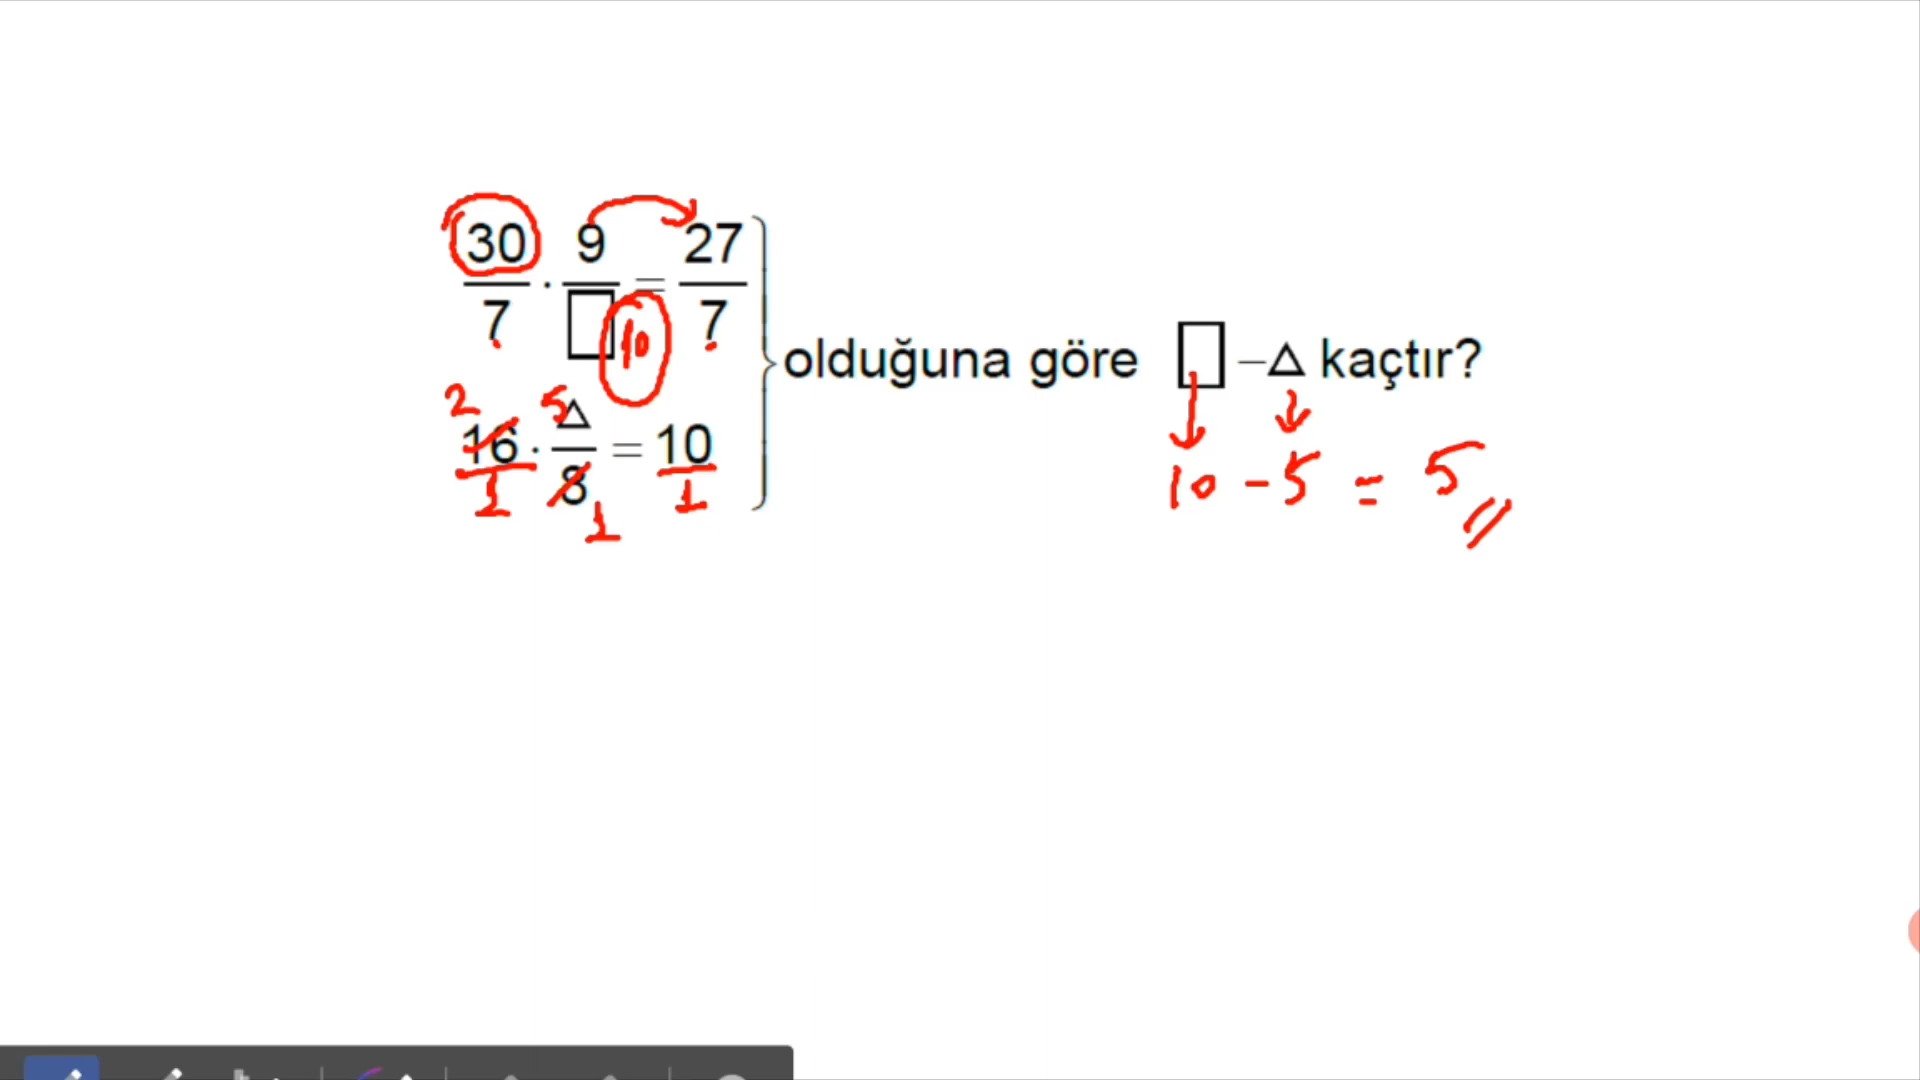 30/7 · 9/□ = 27/7
10
olduğuna göre □ – △ kaçtır?
2 5
16/1 · △/8 = 10/1
1
10 - 5 = 5